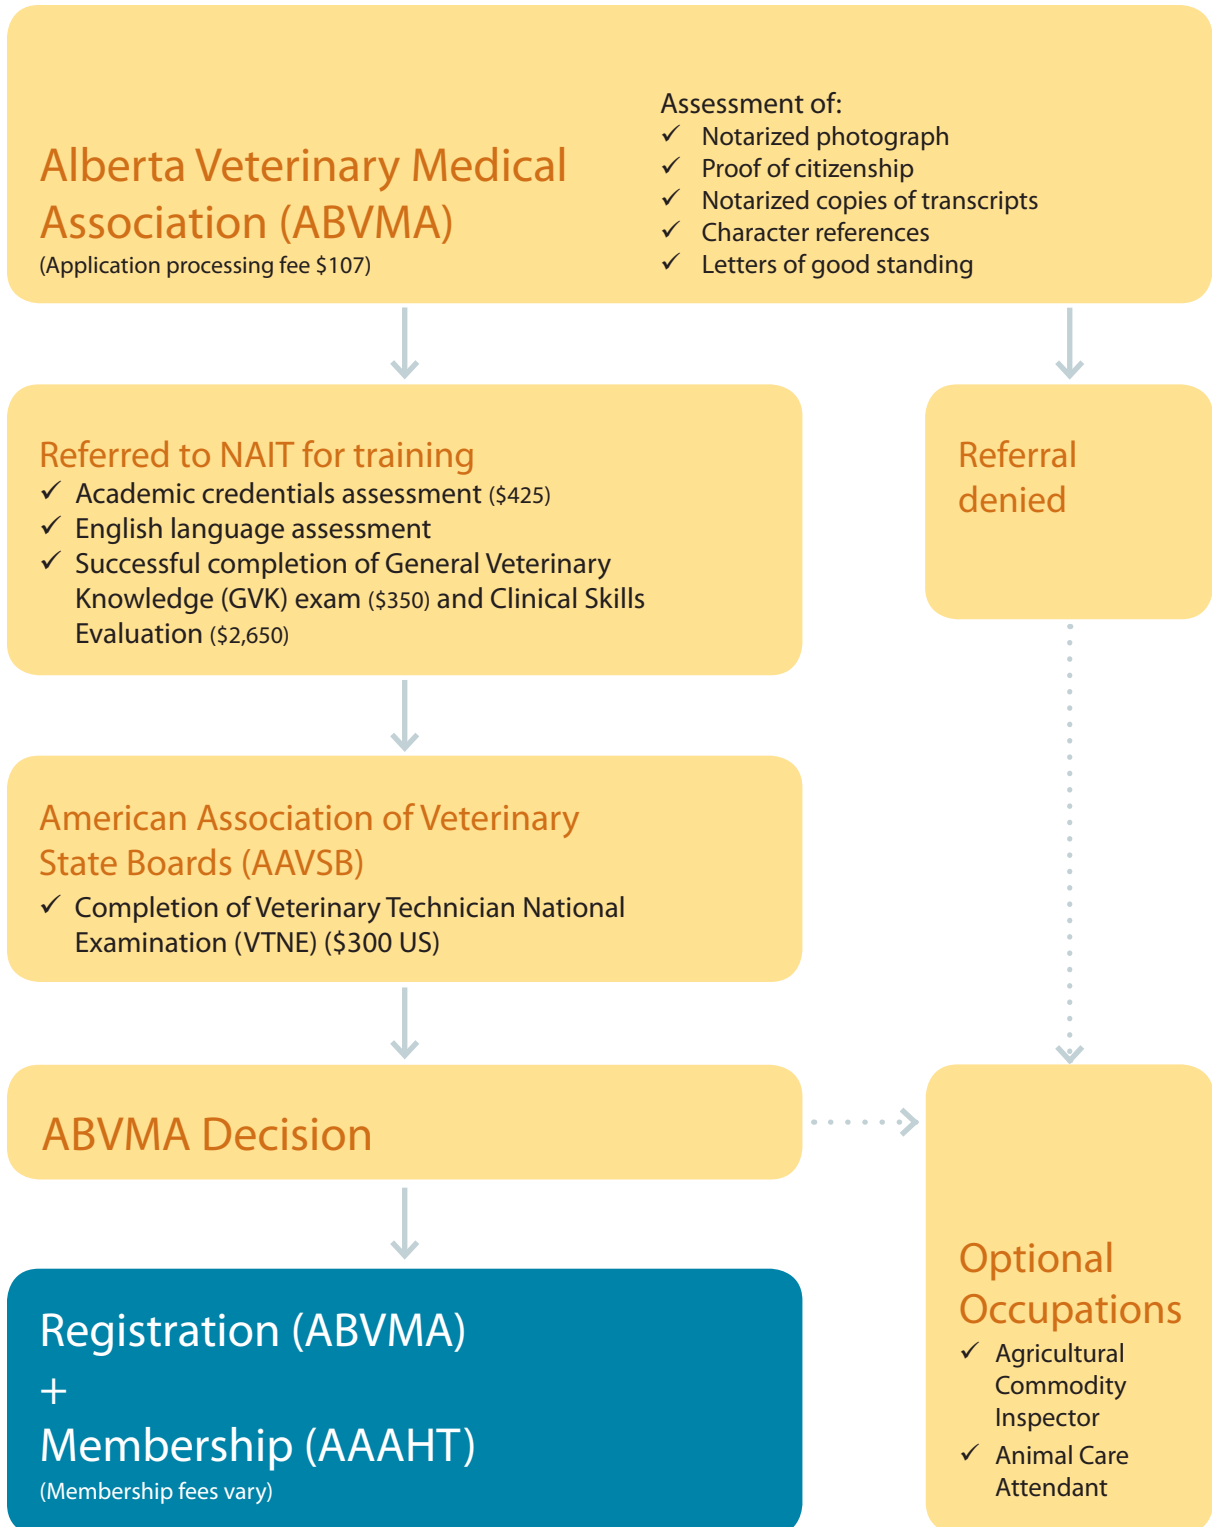 Alberta Veterinary Medical
Association (ABVMA)
(Application processing fee $107)
Assessment of:
✓ Notarized photograph
✓ Proof of citizenship
✓ Notarized copies of transcripts
✓ Character references
✓ Letters of good standing
Referred to NAIT for training
✓ Academic credentials assessment ($425)
✓ English language assessment
✓ Successful completion of General Veterinary
Knowledge (GVK) exam ($350) and Clinical Skills
Evaluation ($2,650)
Referral
denied
American Association of Veterinary
State Boards (AAVSB)
✓ Completion of Veterinary Technician National
Examination (VTNE) ($300 US)
ABVMA Decision
Registration (ABVMA)
+
Membership (AAAHT)
(Membership fees vary)
Optional
Occupations
✓ Agricultural
Commodity
Inspector
✓ Animal Care
Attendant